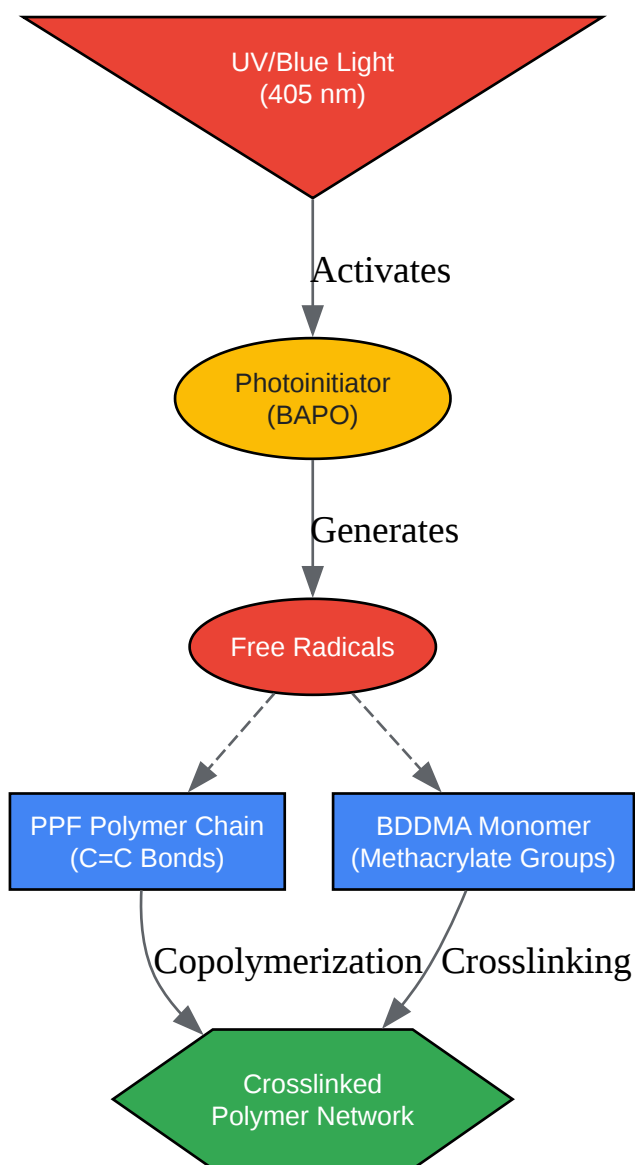 UV/Blue Light
(405 nm)
Activates
Photoinitiator
(BAPO)
Generates
Free Radicals
PPF Polymer Chain
(C=C Bonds)
BDDMA Monomer
(Methacrylate Groups)
Copolymerization
Crosslinking
Crosslinked
Polymer Network